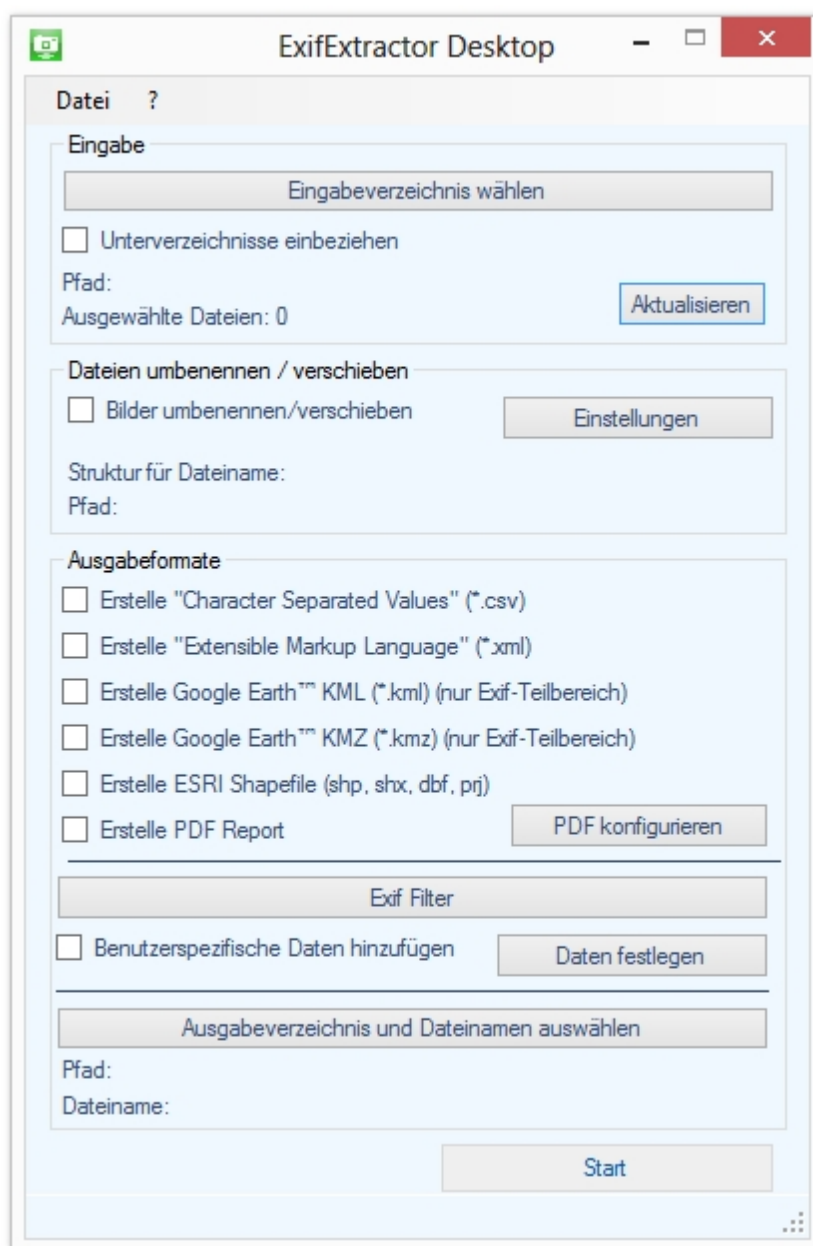 ExifExtractor Desktop
Datei ?
Eingabe
Eingabeverzeichnis wählen
Unterverzeichnisse einbeziehen
Pfad:
Aktualisieren
Ausgewählte Dateien: 0
Dateien umbenennen / verschieben
Bilder umbenennen/verschieben
Einstellungen
Struktur für Dateiname:
Pfad:
Ausgabeformate
Erstelle "Character Separated Values" (*.csv)
Erstelle "Extensible Markup Language" (*.xml)
Erstelle Google Earth™ KML (*.kml) (nur Exif-Teilbereich)
Erstelle Google Earth™ KMZ (*.kmz) (nur Exif-Teilbereich)
Erstelle ESRI Shapefile (shp, shx, dbf, prj)
Erstelle PDF Report
PDF konfigurieren
Exif Filter
Benutzerspezifische Daten hinzufügen
Daten festlegen
Ausgabeverzeichnis und Dateinamen auswählen
Pfad:
Dateiname:
Start